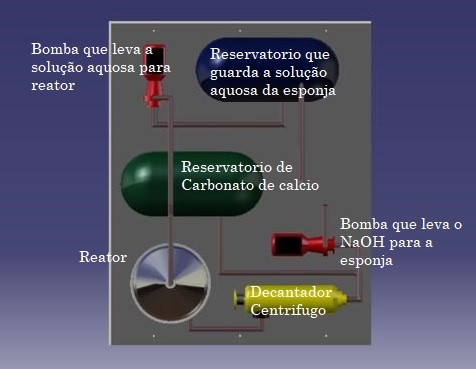 Bomba que leva a
solução aquosa para
reator
Reservatorio que
guarda a solução
aquosa da esponja
Reservatorio de
Carbonato de calcio
Bomba que leva o
NaOH para a
esponja
Reator
Decantador
Centrifugo